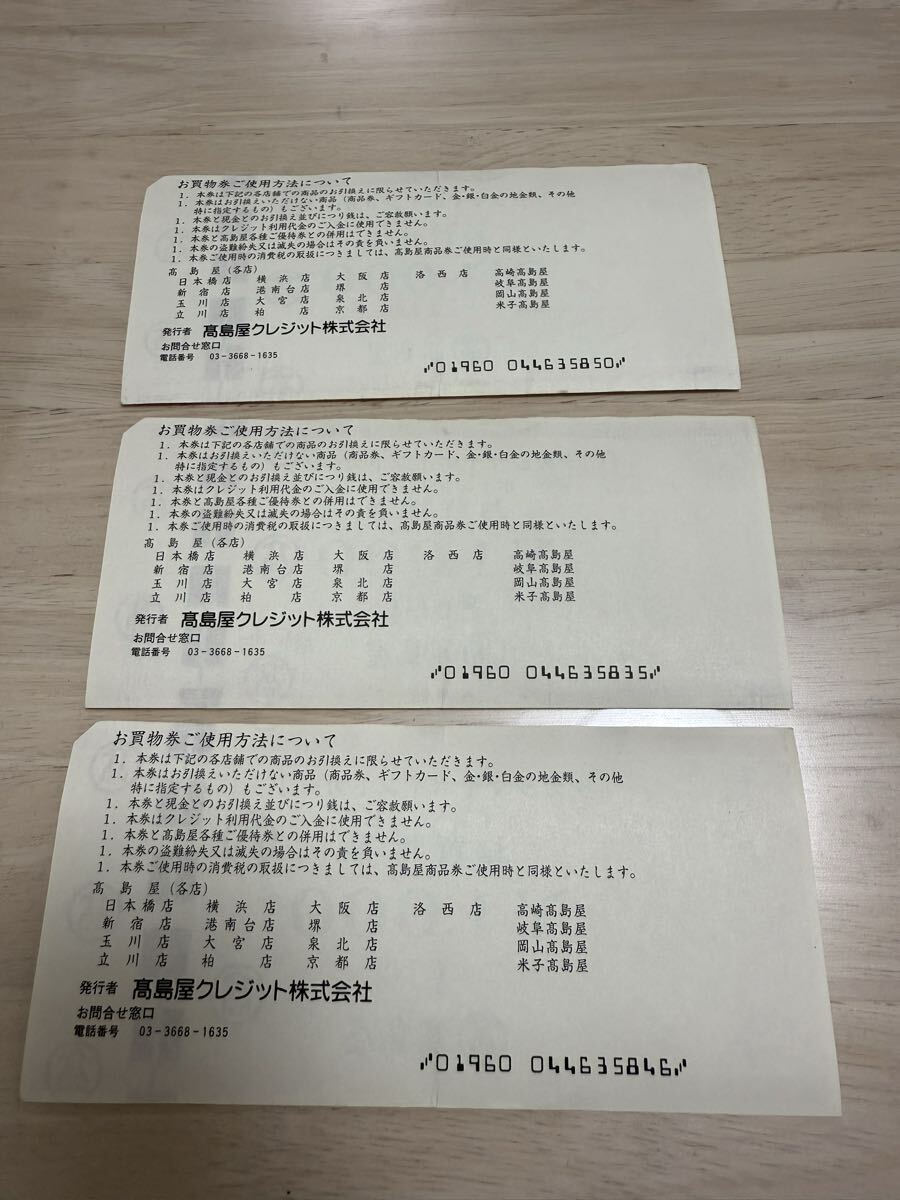 お買物券ご使用方法について
1. 本券は下記の各店舗での商品のお引換えに限らせていただきます。
1. 本券はお引換えいただけない商品（商品券、ギフトカード、金・銀・白金の地金類、その他
特に指定するもの）もございます。
1. 本券と現金とのお引換え並びにつり銭は、ご容赦願います。
1. 本券はクレジット利用代金のご入金に使用できません。
1. 本券と髙島屋各種ご優待券との併用はできません。
1. 本券の盗難紛失又は滅失の場合はその責を負いません。
1. 本券ご使用時の消費税の取扱につきましては、髙島屋商品券ご使用時と同様といたします。
髙島屋（各店）
日本橋店 横浜店 大阪店 洛西店 高崎髙島屋
新宿店 港南台店 堺店 岐阜髙島屋
玉川店 大宮店 泉北店 岡山髙島屋
立川店 柏店 京都店 米子髙島屋
発行者 髙島屋クレジット株式会社
お問合せ窓口
電話番号 03-3668-1635
01960 044635850
お買物券ご使用方法について
1. 本券は下記の各店舗での商品のお引換えに限らせていただきます。
1. 本券はお引換えいただけない商品（商品券、ギフトカード、金・銀・白金の地金類、その他
特に指定するもの）もございます。
1. 本券と現金とのお引換え並びにつり銭は、ご容赦願います。
1. 本券はクレジット利用代金のご入金に使用できません。
1. 本券と髙島屋各種ご優待券との併用はできません。
1. 本券の盗難紛失又は滅失の場合はその責を負いません。
1. 本券ご使用時の消費税の取扱につきましては、髙島屋商品券ご使用時と同様といたします。
髙島屋（各店）
日本橋店 横浜店 大阪店 洛西店 高崎髙島屋
新宿店 港南台店 堺店 岐阜髙島屋
玉川店 大宮店 泉北店 岡山髙島屋
立川店 柏店 京都店 米子髙島屋
発行者 髙島屋クレジット株式会社
お問合せ窓口
電話番号 03-3668-1635
01960 044635835
お買物券ご使用方法について
1. 本券は下記の各店舗での商品のお引換えに限らせていただきます。
1. 本券はお引換えいただけない商品（商品券、ギフトカード、金・銀・白金の地金類、その他
特に指定するもの）もございます。
1. 本券と現金とのお引換え並びにつり銭は、ご容赦願います。
1. 本券はクレジット利用代金のご入金に使用できません。
1. 本券と髙島屋各種ご優待券との併用はできません。
1. 本券の盗難紛失又は滅失の場合はその責を負いません。
1. 本券ご使用時の消費税の取扱につきましては、髙島屋商品券ご使用時と同様といたします。
髙島屋（各店）
日本橋店 横浜店 大阪店 洛西店 高崎髙島屋
新宿店 港南台店 堺店 岐阜髙島屋
玉川店 大宮店 泉北店 岡山髙島屋
立川店 柏店 京都店 米子髙島屋
発行者 髙島屋クレジット株式会社
お問合せ窓口
電話番号 03-3668-1635
01960 044635846